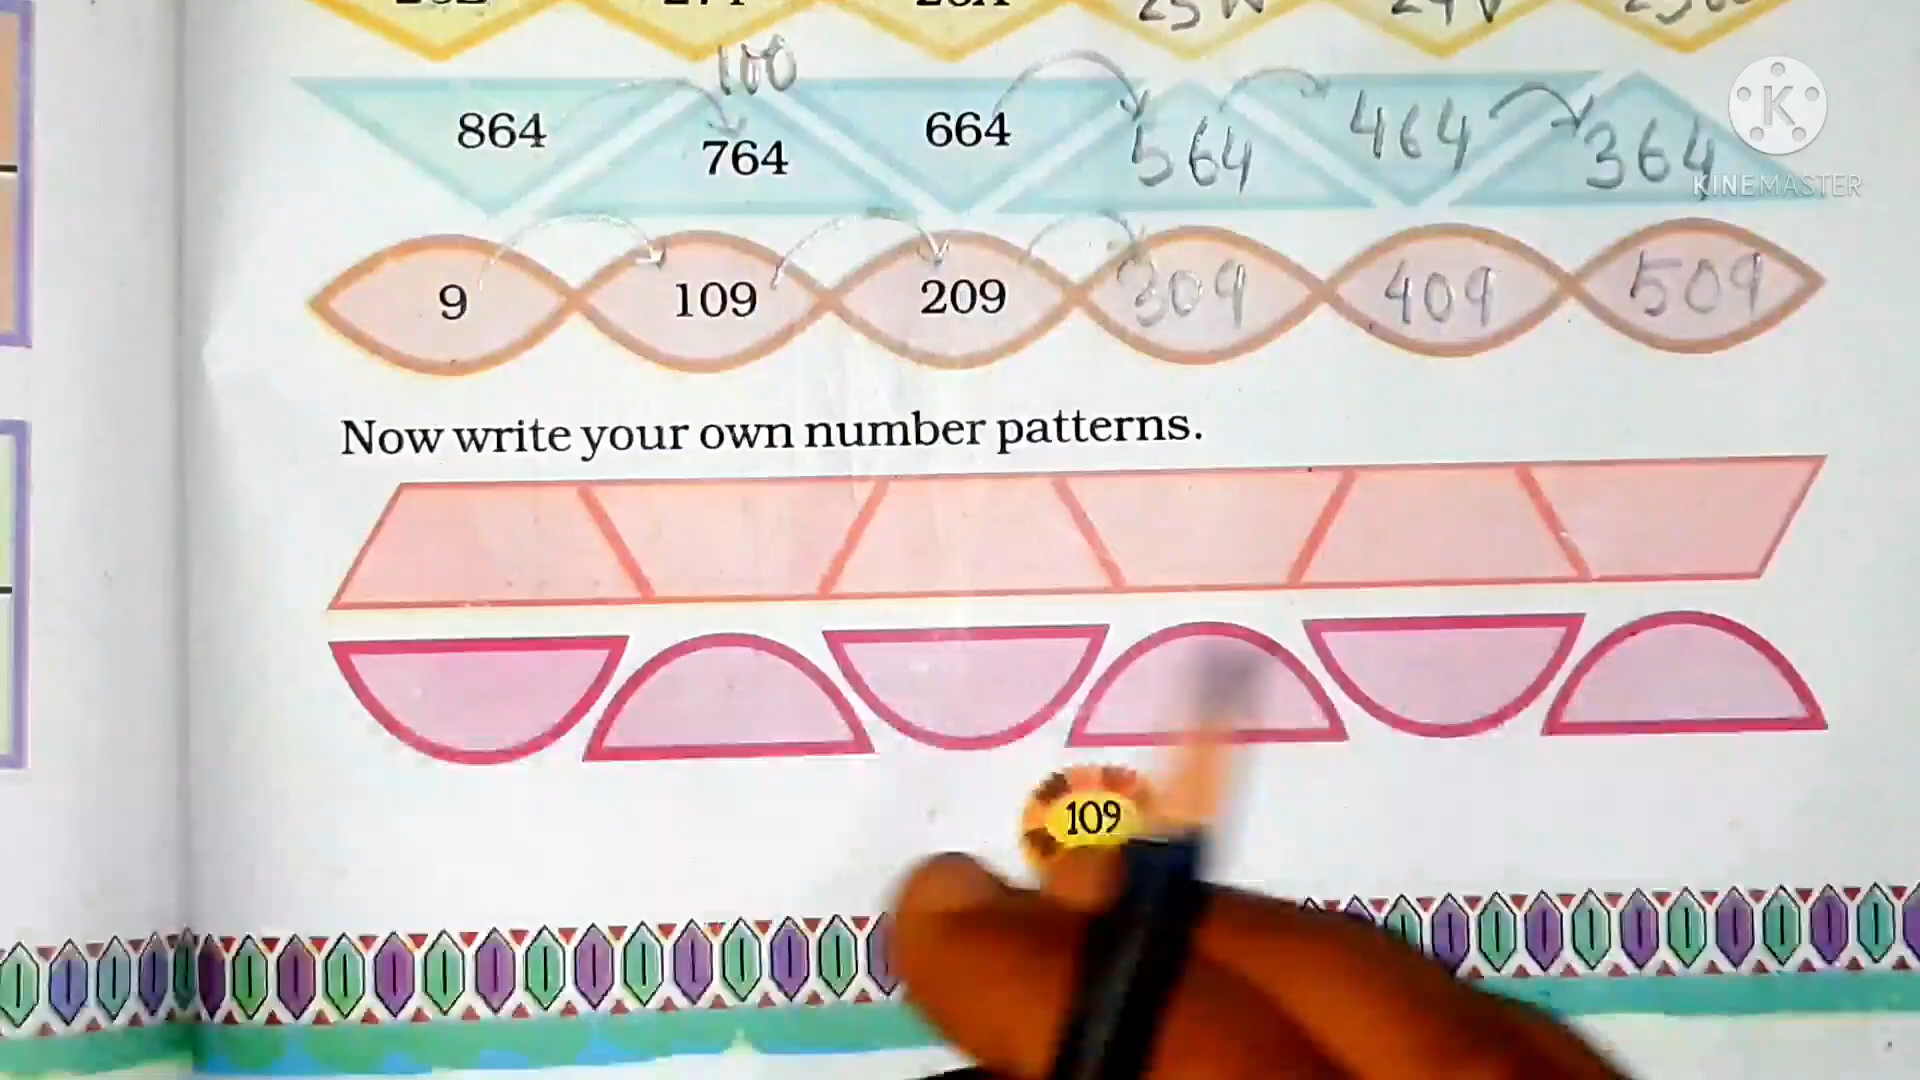 100
864 764 664 564 464 364
K
KINEMASTER
9 109 209 309 409 509
Now write your own number patterns.
109